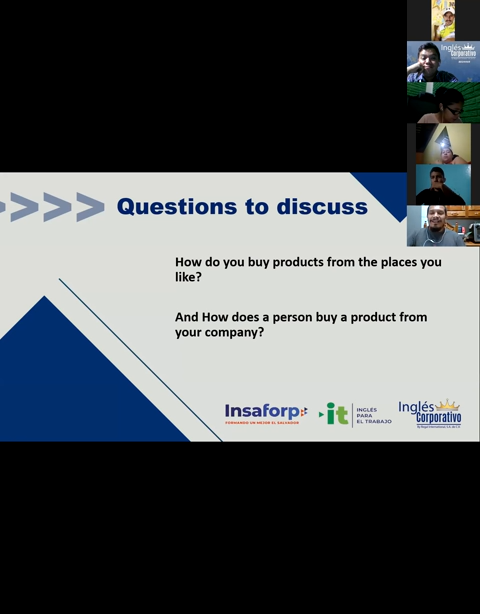 Inglés
Corporativo
Questions to discuss
How do you buy products from the places you
like?
And How does a person buy a product from
your company?
Insaforp
FORMANDO UN MEJOR EL SALVADOR
it
INGLÉS
PARA
EL TRABAJO
Inglés
Corporativo